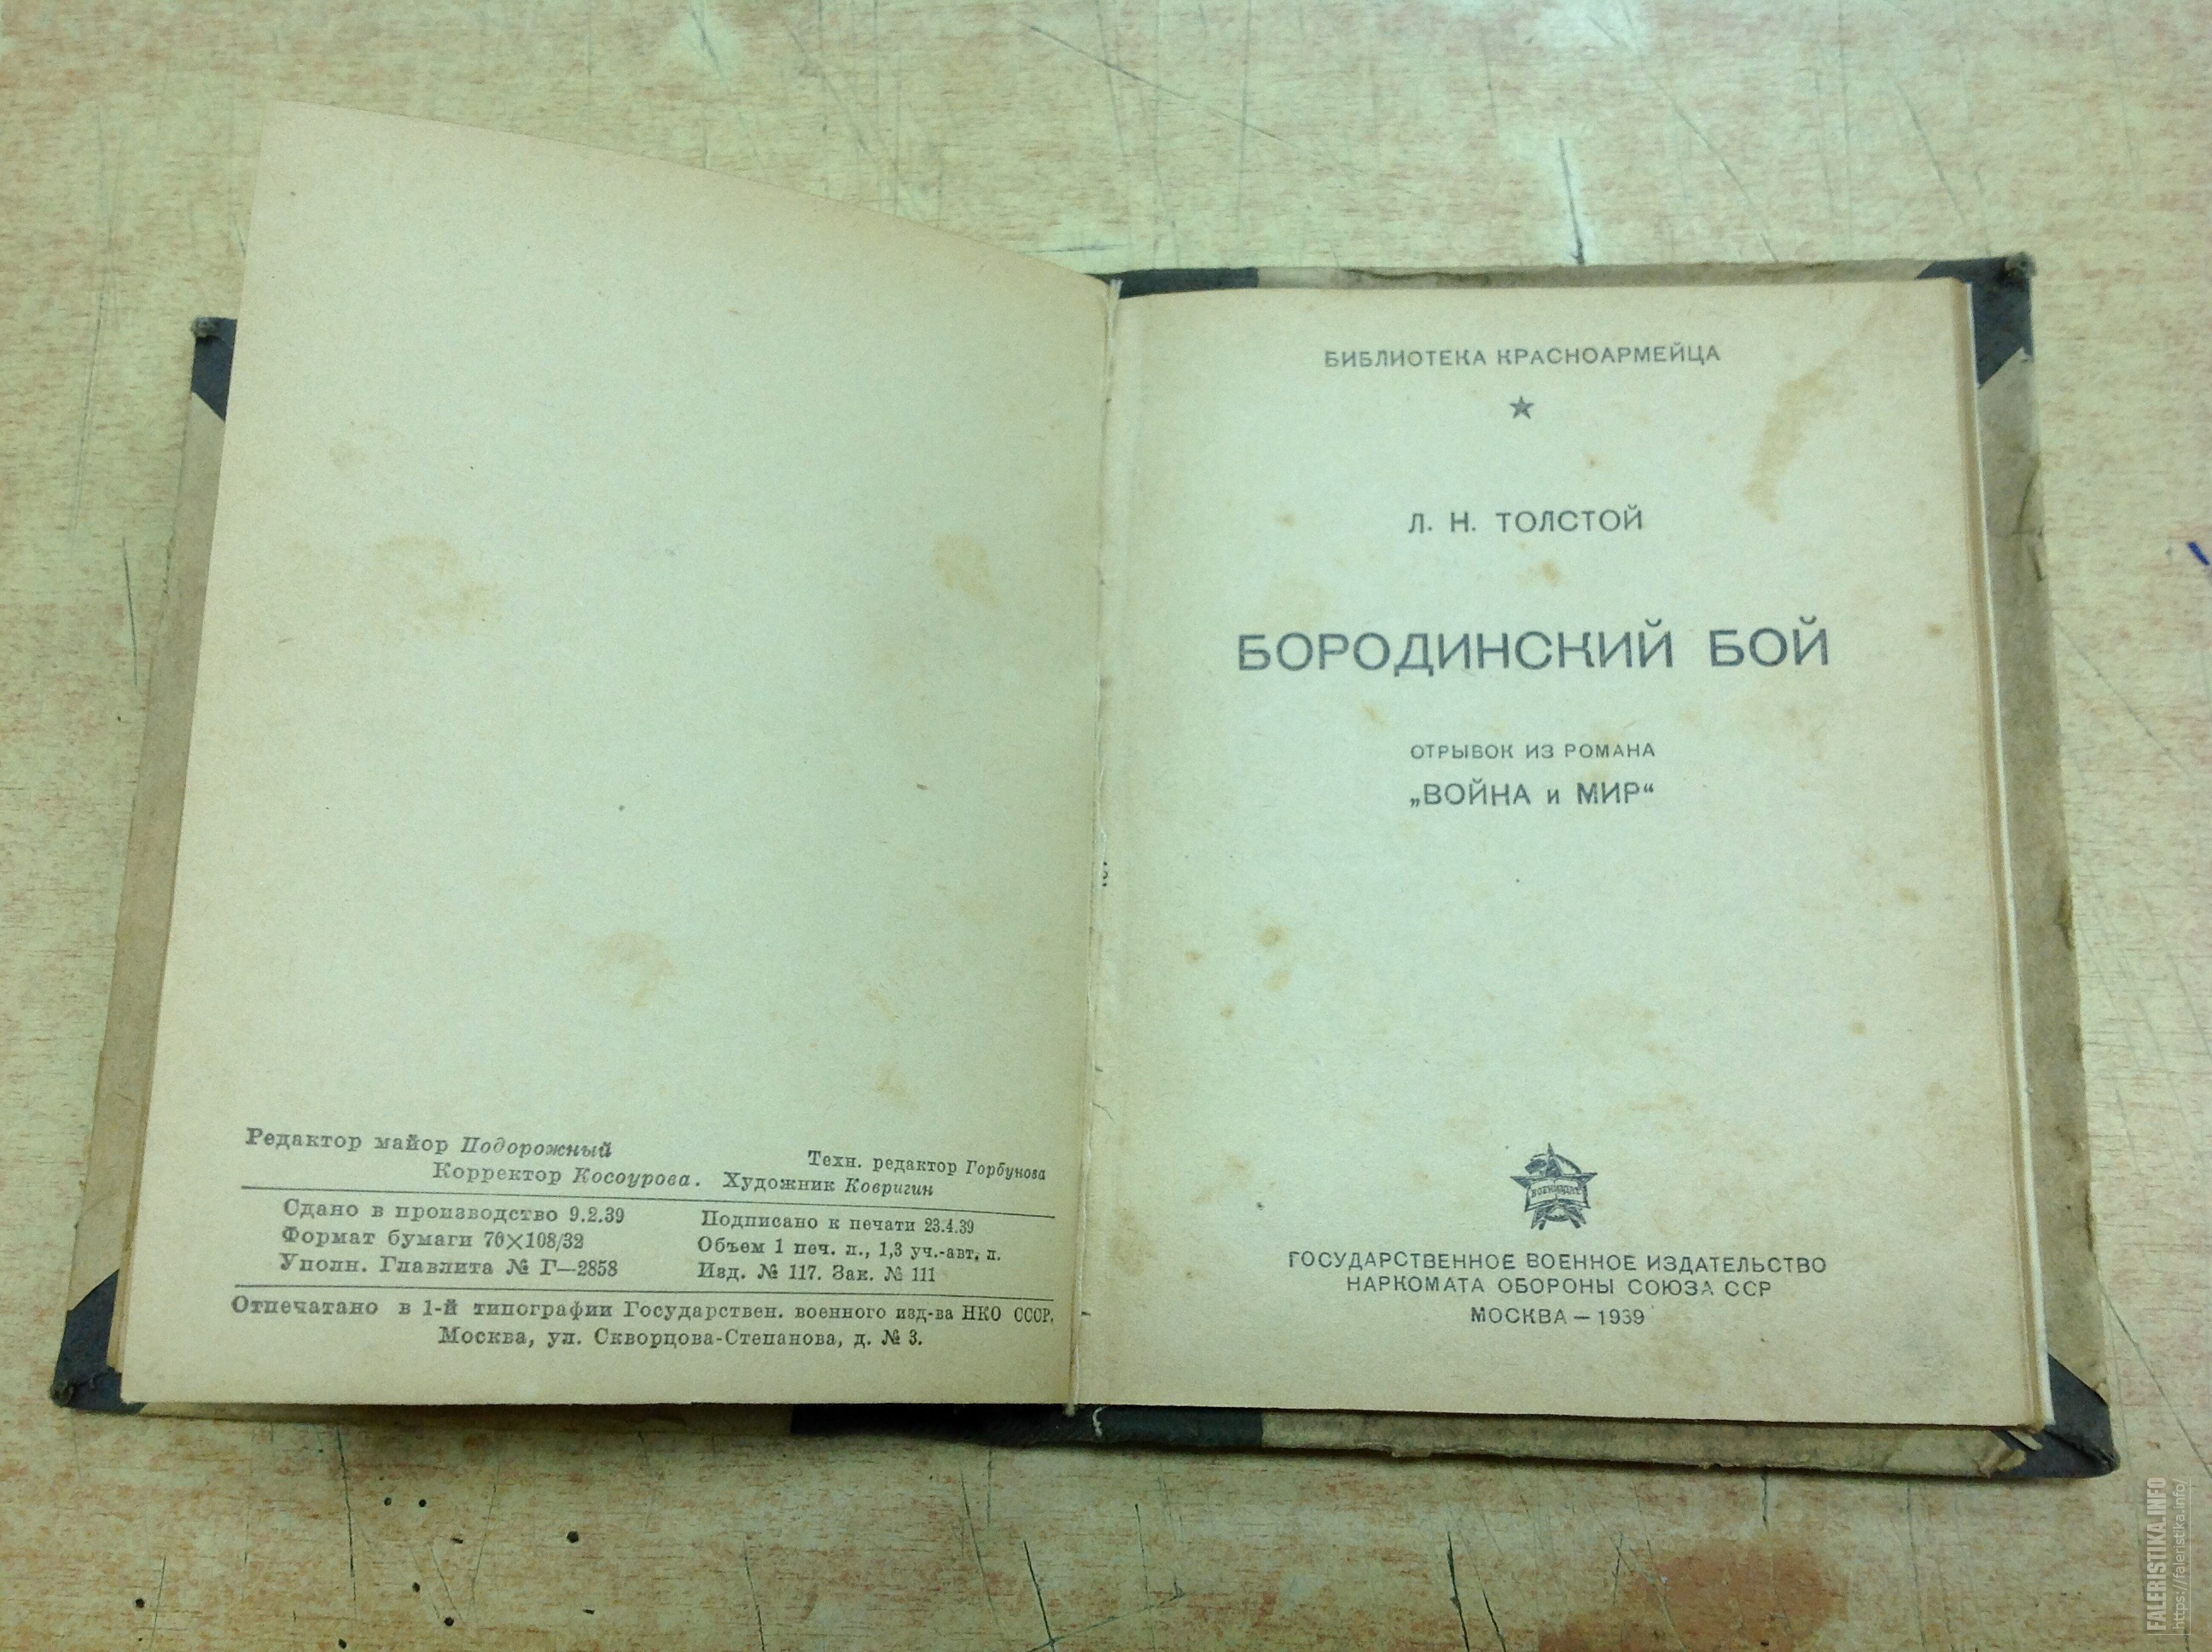 Редактор майор Подорожный
Техн. редактор Горбунова
Корректор Косоурова. Художник Ковригин
Сдано в производство 9.2.39
Формат бумаги 70×108/32
Уполн. Главлита № Г—2858
Подписано к печати 23.4.39
Объем 1 печ. л., 1,3 уч.-авт. л.
Изд. № 117. Зак. № 111
Отпечатано в 1-й типографии Государствен. военного изд-ва НКО СССР,
Москва, ул. Скворцова-Степанова, д. № 3.
БИБЛИОТЕКА КРАСНОАРМЕЙЦА
Л. Н. ТОЛСТОЙ
БОРОДИНСКИЙ БОЙ
ОТРЫВОК ИЗ РОМАНА
„ВОЙНА и МИР“
ВОЕНИЗДАТ
ГОСУДАРСТВЕННОЕ ВОЕННОЕ ИЗДАТЕЛЬСТВО
НАРКОМАТА ОБОРОНЫ СОЮЗА ССР
МОСКВА — 1939
FALERISTIKA.INFO
https://faleristika.info/